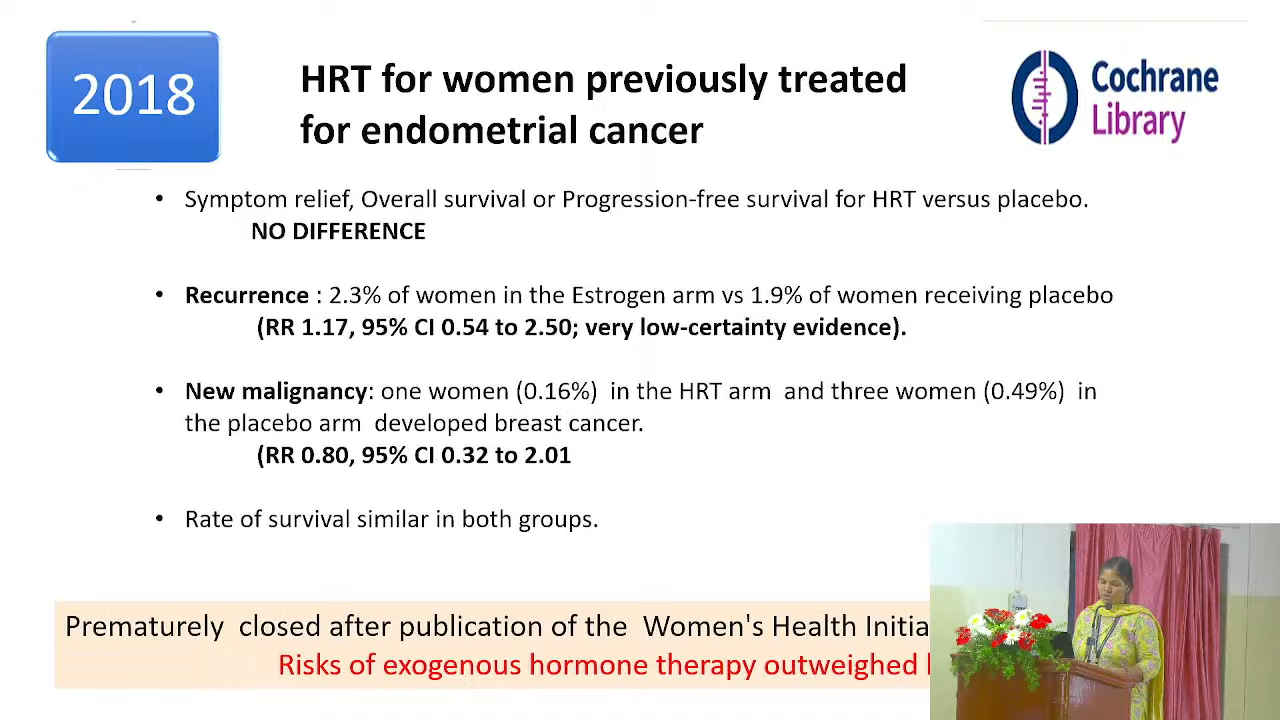 2018
HRT for women previously treated
for endometrial cancer
Cochrane
Library
• Symptom relief, Overall survival or Progression-free survival for HRT versus placebo.
NO DIFFERENCE
• Recurrence : 2.3% of women in the Estrogen arm vs 1.9% of women receiving placebo
(RR 1.17, 95% CI 0.54 to 2.50; very low-certainty evidence).
• New malignancy: one women (0.16%) in the HRT arm and three women (0.49%) in
the placebo arm developed breast cancer.
(RR 0.80, 95% CI 0.32 to 2.01
• Rate of survival similar in both groups.
Prematurely closed after publication of the Women's Health Initia
Risks of exogenous hormone therapy outweighed